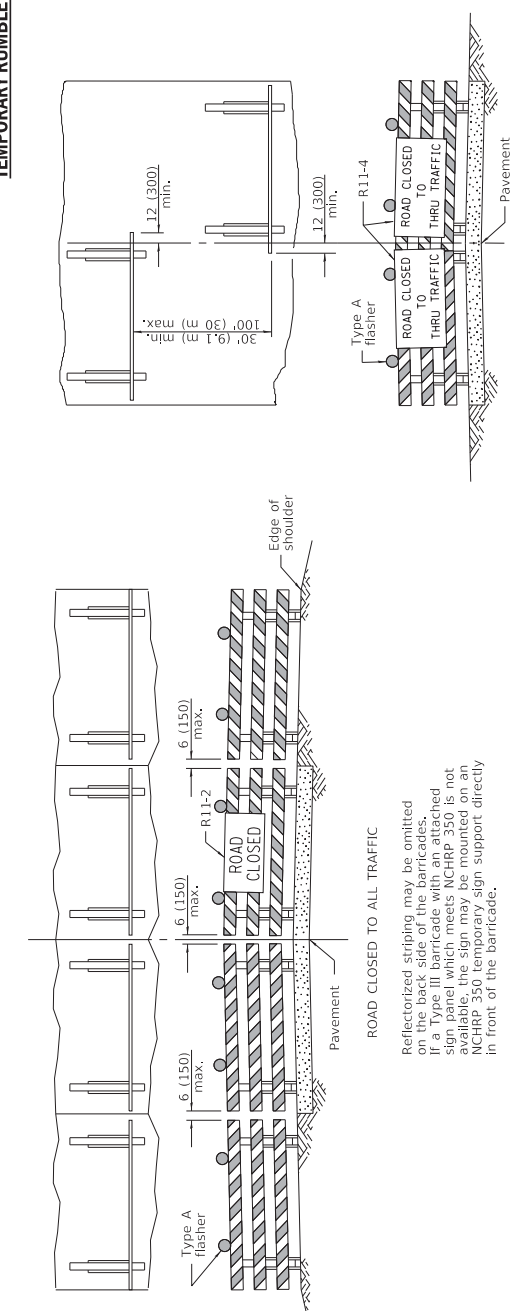 TEMPORARY RUMBLE
Type A
flasher
6 (150)
max.
6 (150)
max.
R11-2
6 (150)
max.
ROAD
CLOSED
Edge of
shoulder
Pavement
ROAD CLOSED TO ALL TRAFFIC
Reflectorized striping may be omitted
on the back side of the barricades.
If a Type III barricade with an attached
sign panel which meets NCHRP 350 is not
available, the sign may be mounted on an
NCHRP 350 temporary sign support directly
in front of the barricade.
12 (300)
min.
30' (9.1 m) min.
100' (30 m) max.
12 (300)
min.
Type A
flasher
R11-4
ROAD CLOSED
TO
THRU TRAFFIC
ROAD CLOSED
TO
THRU TRAFFIC
Pavement